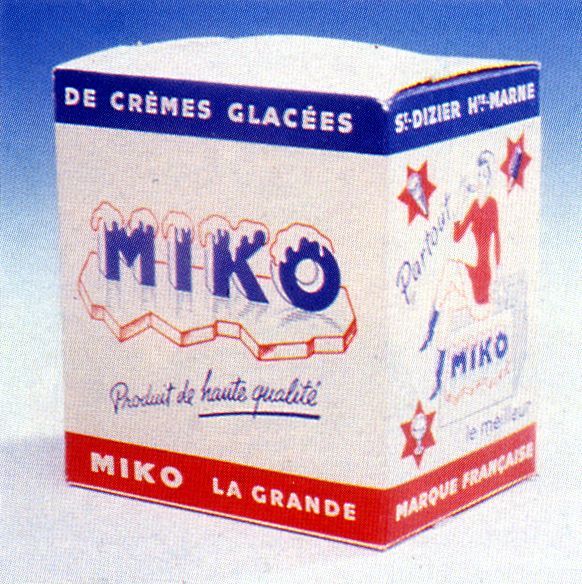 DE CRÈMES GLACÉES
MIKO
Produit de haute qualité
MIKO LA GRANDE
ST-DIZIER HTE-MARNE
Partout
MIKO
le meilleur
MARQUE FRANÇAISE